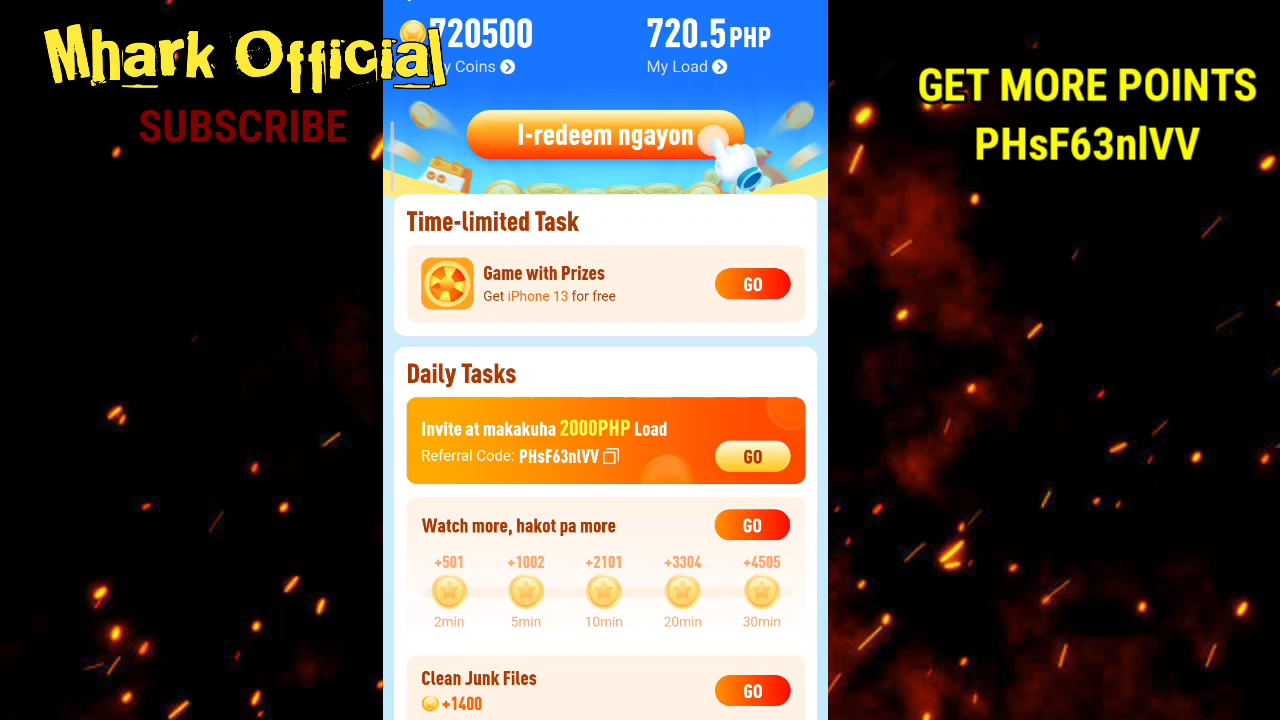 Mhark Official
SUBSCRIBE
720500
y Coins
720.5 PHP
My Load
GET MORE POINTS
PHsF63nlVV
I-redeem ngayon
Time-limited Task
Game with Prizes
Get iPhone 13 for free
GO
Daily Tasks
Invite at makakuha 2000PHP Load
Referral Code: PHsF63nlVV
GO
Watch more, hakot pa more
GO
+501 +1002 +2101 +3304 +4505
2min 5min 10min 20min 30min
Clean Junk Files
+1400
GO